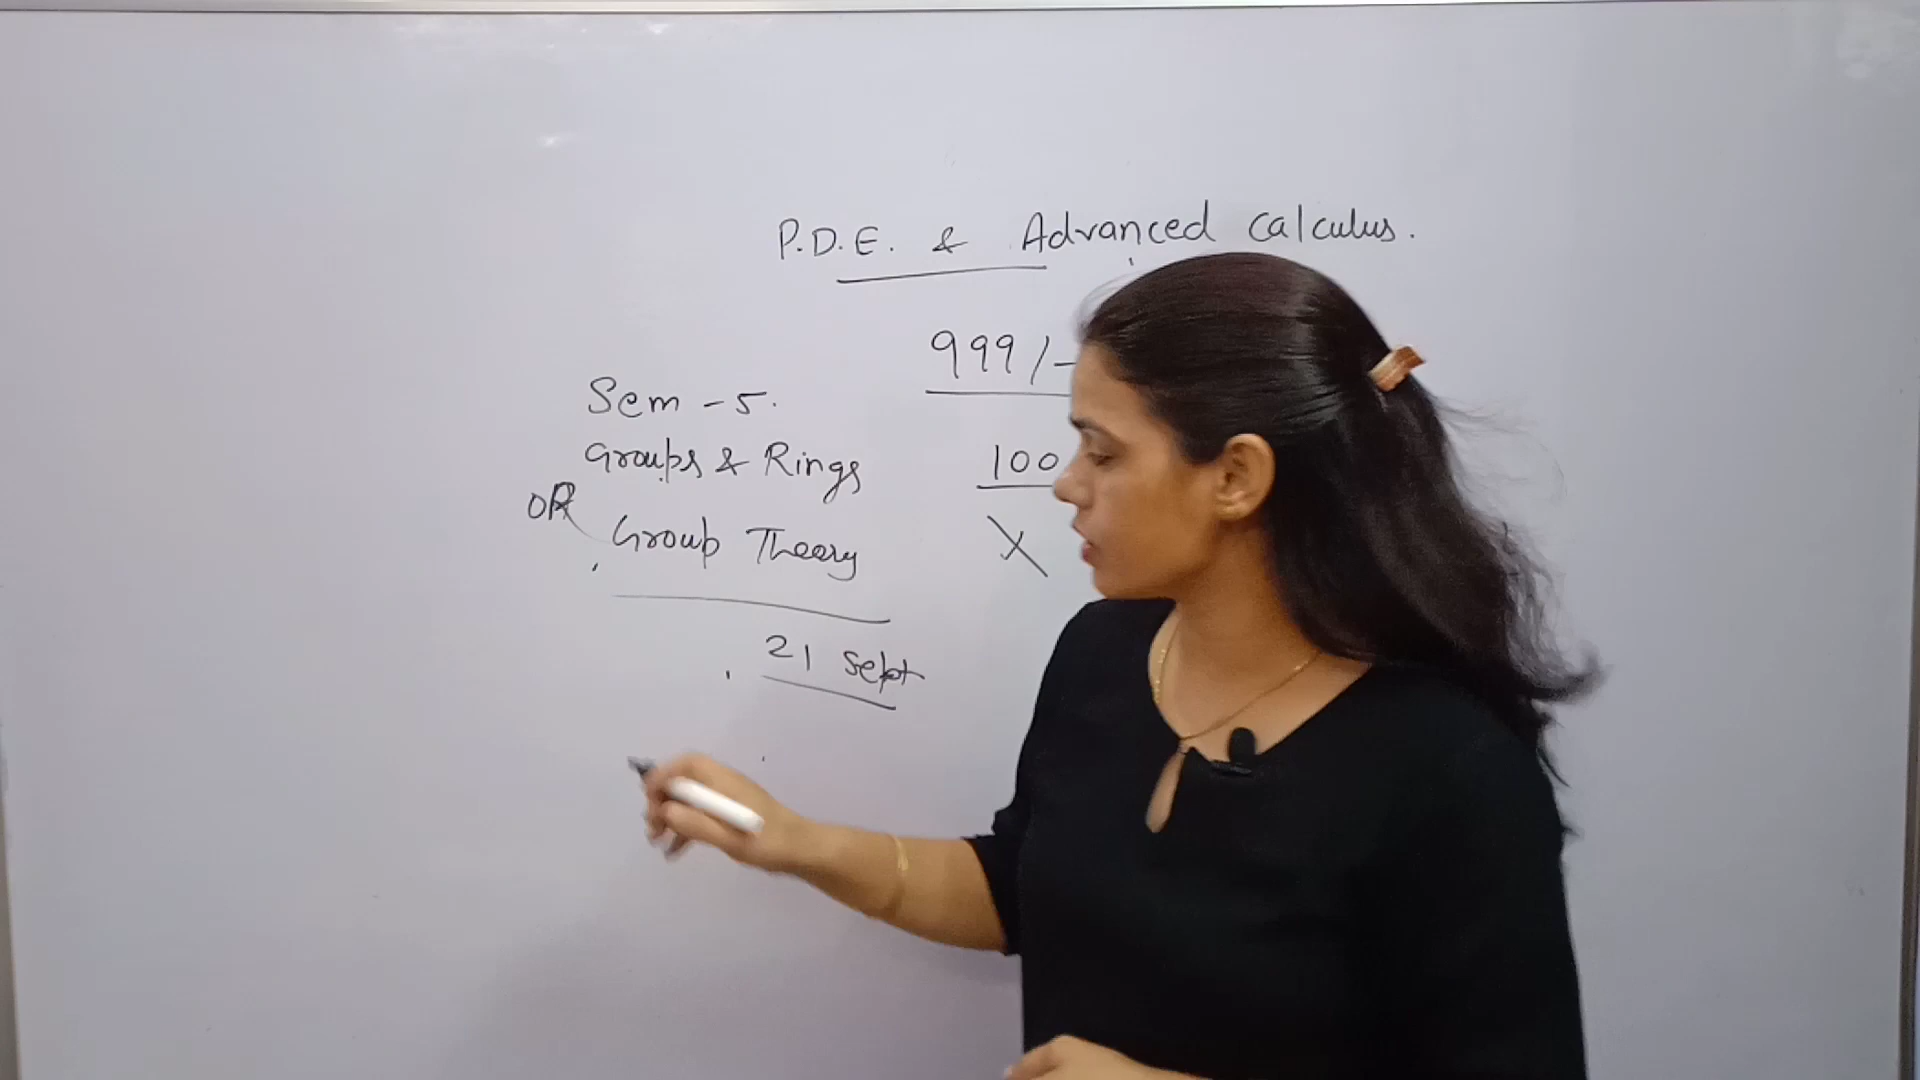 P.D.E. & Advanced Calculus.
999/-
Sem - 5.
Groups & Rings
100
OR
Group Theory
X
21 Sept